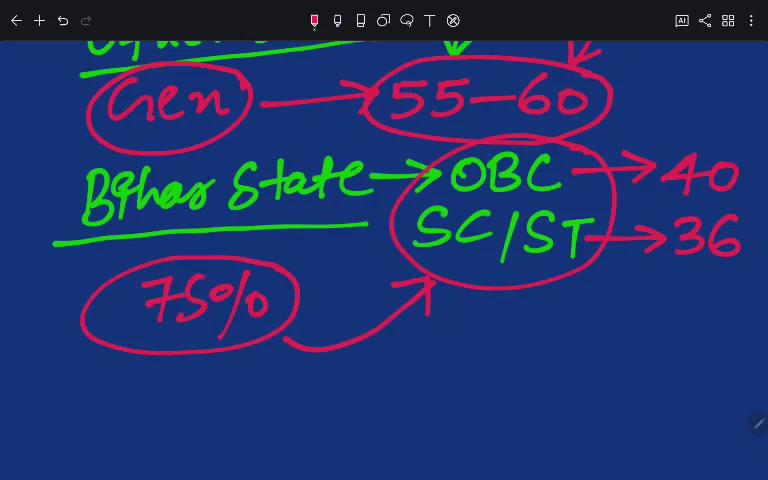 Gen → 55-60
Bihar State → OBC → 40
SC/ST → 36
75%